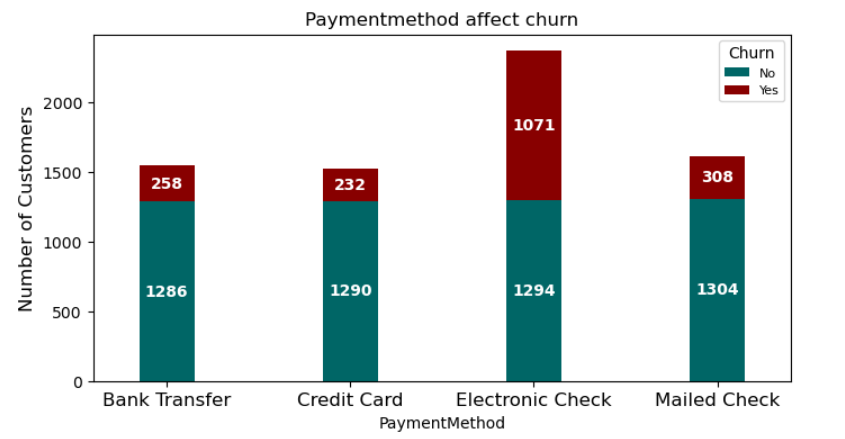 Paymentmethod affect churn
Number of Customers
2000
1500
1000
500
0
Churn
No
Yes
258
1286
232
1290
1071
1294
308
1304
Bank Transfer
Credit Card
Electronic Check
Mailed Check
PaymentMethod